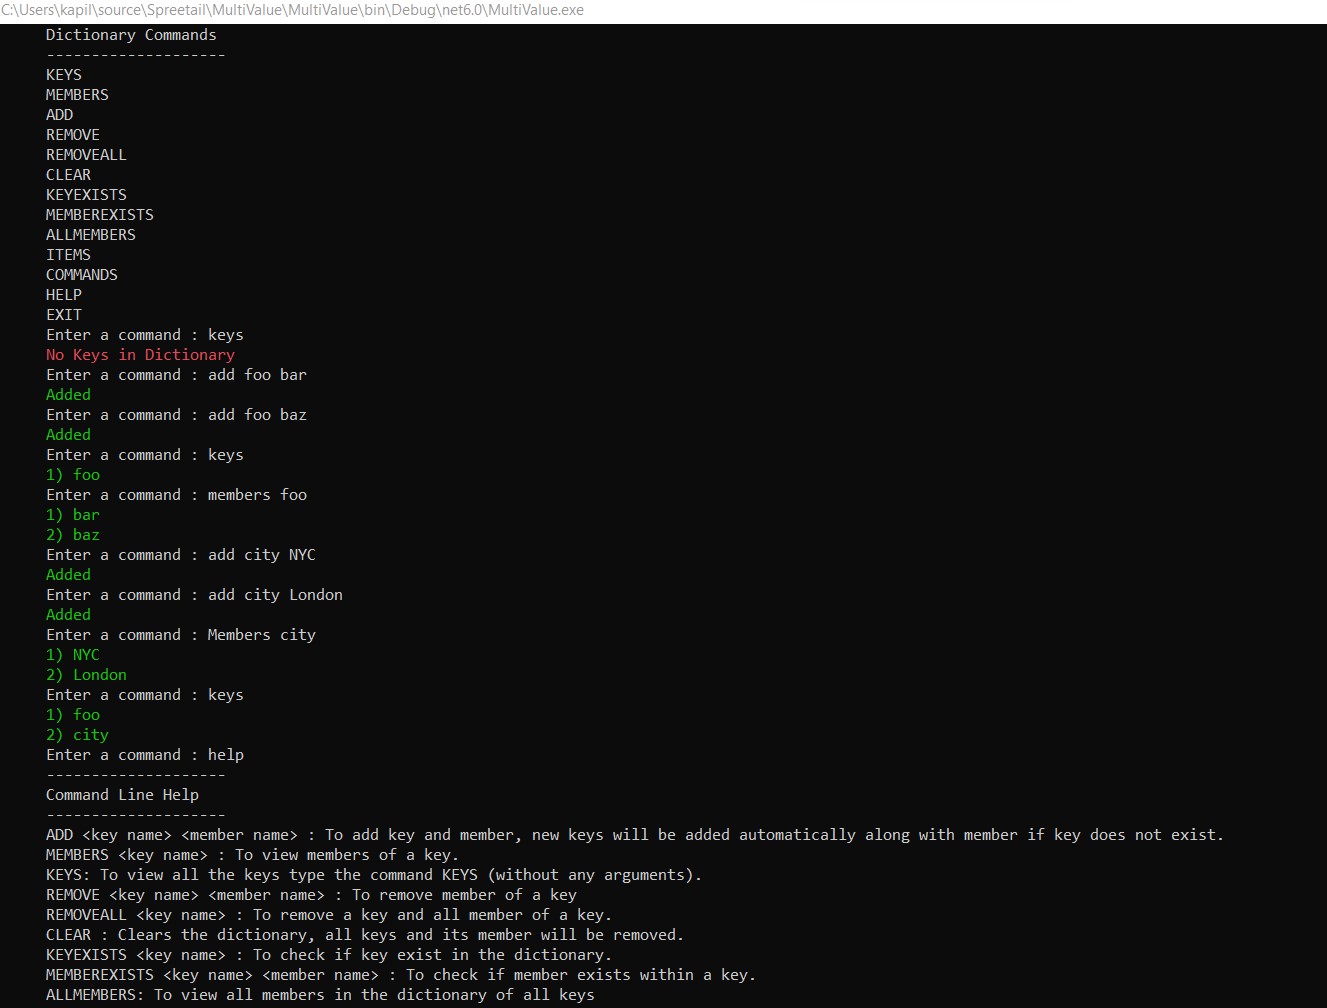 C:\Users\kapil\source\Spreetail\MultiValue\MultiValue\bin\Debug\net6.0\MultiValue.exe
Dictionary Commands
--------------------
KEYS
MEMBERS
ADD
REMOVE
REMOVEALL
CLEAR
KEYEXISTS
MEMBEREXISTS
ALLMEMBERS
ITEMS
COMMANDS
HELP
EXIT
Enter a command : keys
No Keys in Dictionary
Enter a command : add foo bar
Added
Enter a command : add foo baz
Added
Enter a command : keys
1) foo
Enter a command : members foo
1) bar
2) baz
Enter a command : add city NYC
Added
Enter a command : add city London
Added
Enter a command : Members city
1) NYC
2) London
Enter a command : keys
1) foo
2) city
Enter a command : help
--------------------
Command Line Help
--------------------
ADD <key name> <member name> : To add key and member, new keys will be added automatically along with member if key does not exist.
MEMBERS <key name> : To view members of a key.
KEYS: To view all the keys type the command KEYS (without any arguments).
REMOVE <key name> <member name> : To remove member of a key
REMOVEALL <key name> : To remove a key and all member of a key.
CLEAR : Clears the dictionary, all keys and its member will be removed.
KEYEXISTS <key name> : To check if key exist in the dictionary.
MEMBEREXISTS <key name> <member name> : To check if member exists within a key.
ALLMEMBERS: To view all members in the dictionary of all keys